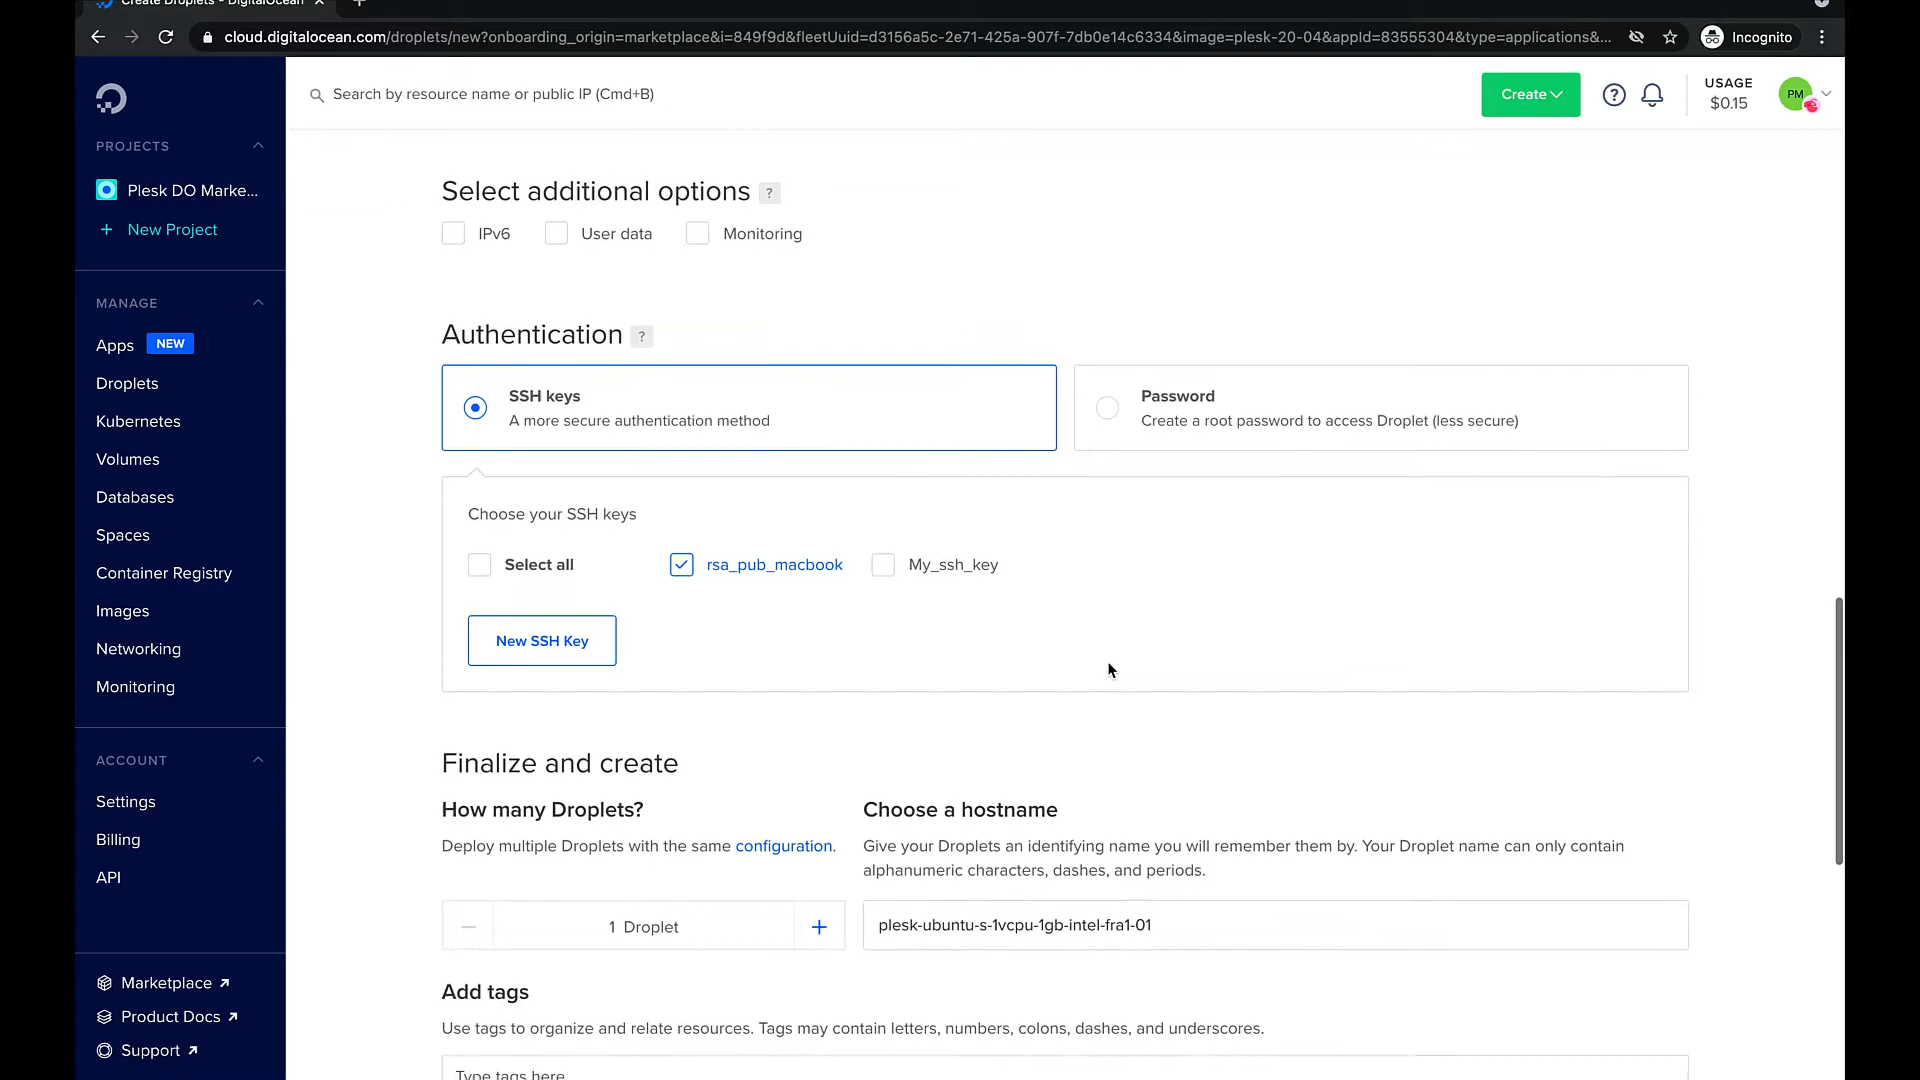 Create Droplets - DigitalOcean
cloud.digitalocean.com/droplets/new?onboarding_origin=marketplace&i=849f9d&fleetUuid=d3156a5c-2e71-425a-907f-7db0e14c6334&image=plesk-20-04&appId=83555304&type=applications&...
Incognito
Search by resource name or public IP (Cmd+B)
Create
?
USAGE
$0.15
PM
PROJECTS
Plesk DO Marke...
+ New Project
MANAGE
Apps NEW
Droplets
Kubernetes
Volumes
Databases
Spaces
Container Registry
Images
Networking
Monitoring
ACCOUNT
Settings
Billing
API
Marketplace
Product Docs
Support
Select additional options ?
IPv6 User data Monitoring
Authentication ?
SSH keys
A more secure authentication method
Password
Create a root password to access Droplet (less secure)
Choose your SSH keys
Select all rsa_pub_macbook My_ssh_key
New SSH Key
Finalize and create
How many Droplets?
Deploy multiple Droplets with the same configuration.
1 Droplet
Choose a hostname
Give your Droplets an identifying name you will remember them by. Your Droplet name can only contain
alphanumeric characters, dashes, and periods.
plesk-ubuntu-s-1vcpu-1gb-intel-fra1-01
Add tags
Use tags to organize and relate resources. Tags may contain letters, numbers, colons, dashes, and underscores.
Type tags here